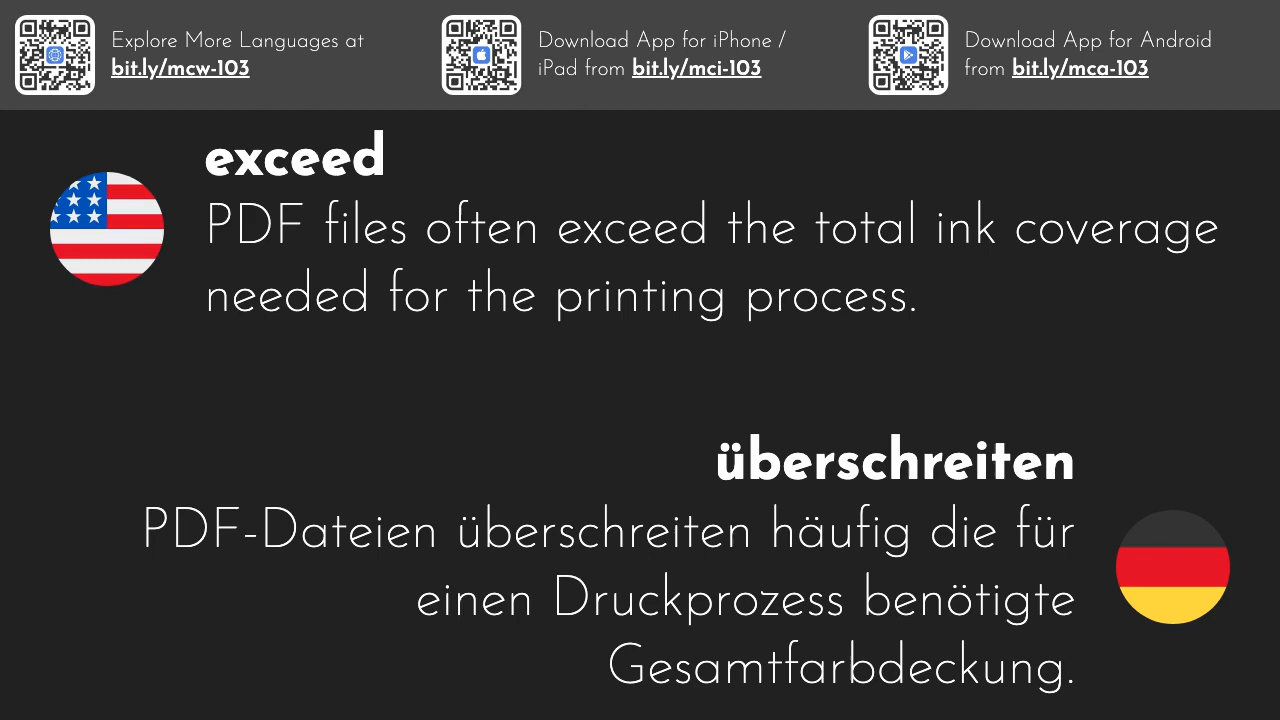 Explore More Languages at
bit.ly/mcw-103
Download App for iPhone /
iPad from bit.ly/mci-103
Download App for Android
from bit.ly/mca-103
exceed
PDF files often exceed the total ink coverage
needed for the printing process.
überschreiten
PDF-Dateien überschreiten häufig die für
einen Druckprozess benötigte
Gesamtfarbdeckung.